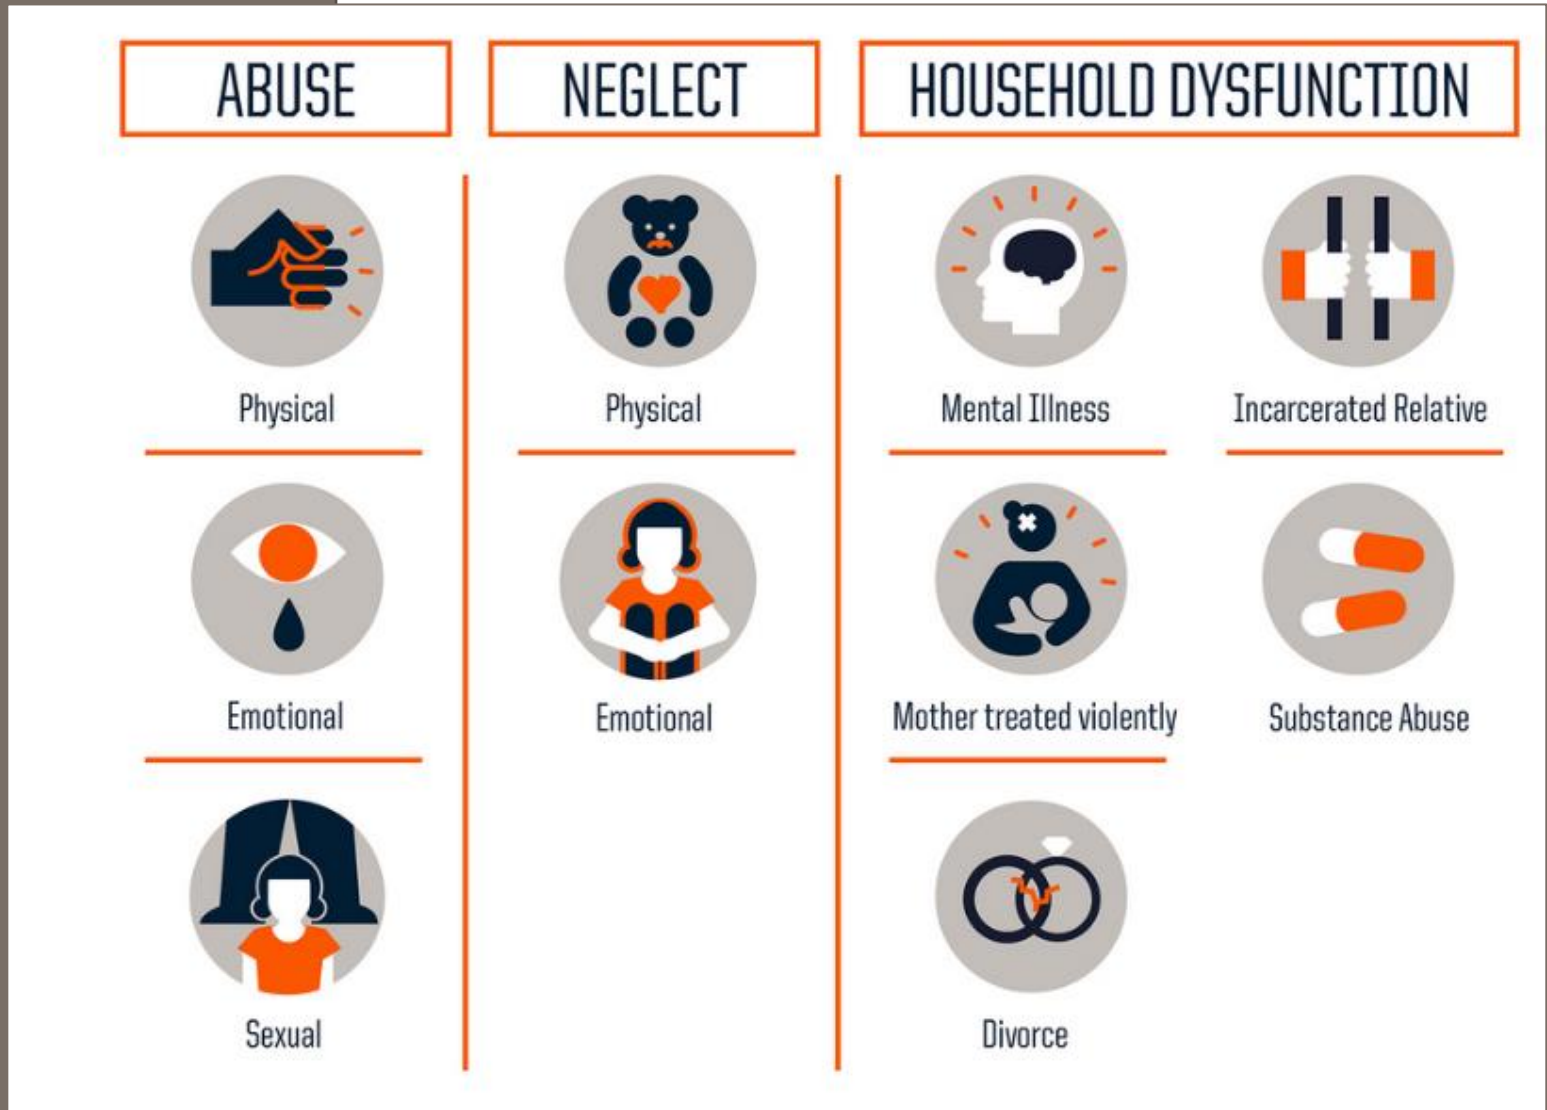 ABUSE
Physical
Emotional
Sexual
NEGLECT
Physical
Emotional
HOUSEHOLD DYSFUNCTION
Mental Illness
Incarcerated Relative
Mother treated violently
Substance Abuse
Divorce